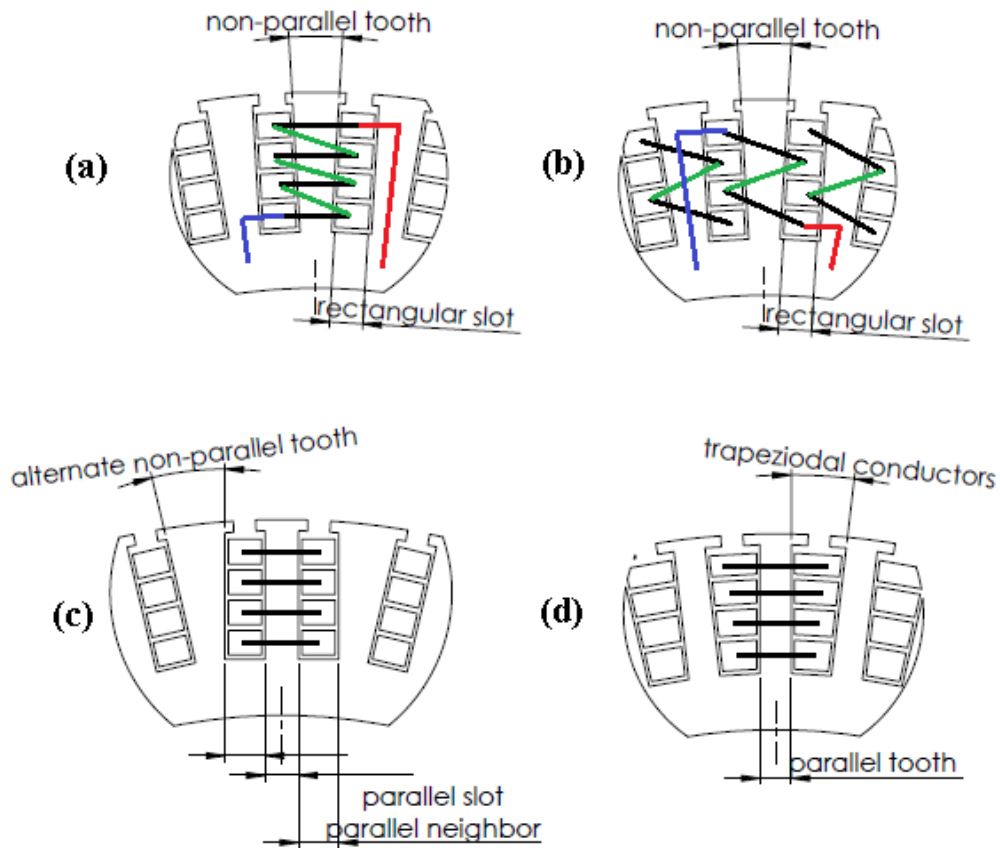 non-parallel tooth
non-parallel tooth
(a)
(b)
rectangular slot
rectangular slot
alternate non-parallel tooth
trapeziodal conductors
(c)
(d)
parallel tooth
parallel slot
parallel neighbor